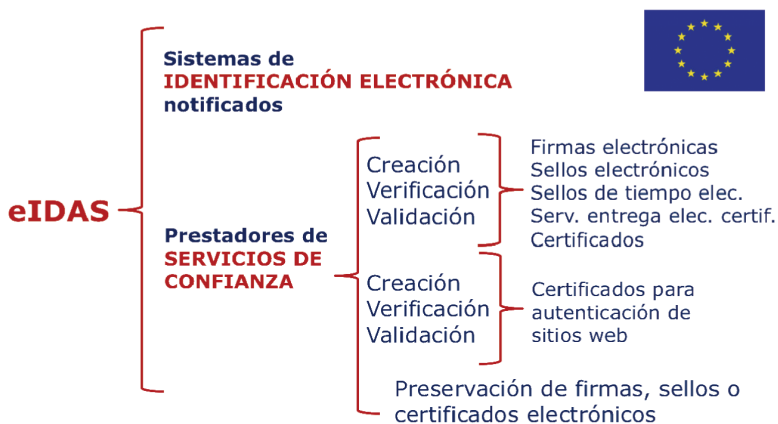 Sistemas de
IDENTIFICACIÓN ELECTRÓNICA
notificados
eIDAS
Prestadores de
SERVICIOS DE
CONFIANZA
Creación
Verificación
Validación
Firmas electrónicas
Sellos electrónicos
Sellos de tiempo elec.
Serv. entrega elec. certif.
Certificados
Creación
Verificación
Validación
Certificados para
autenticación de
sitios web
Preservación de firmas, sellos o
certificados electrónicos